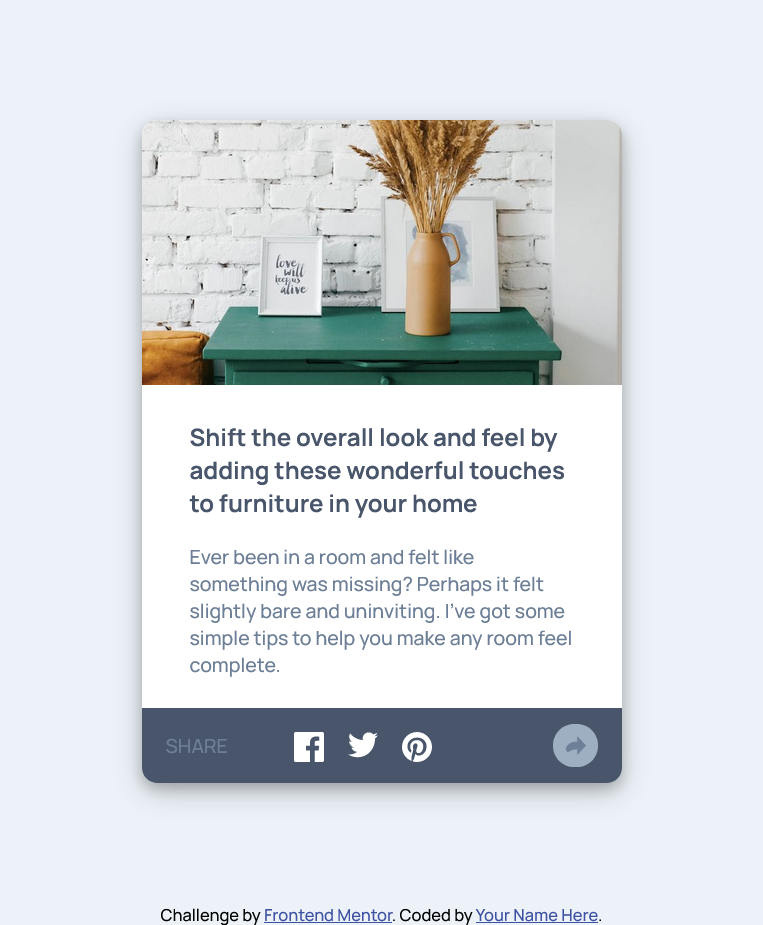 love
will
keep us
alive
Shift the overall look and feel by
adding these wonderful touches
to furniture in your home
Ever been in a room and felt like
something was missing? Perhaps it felt
slightly bare and uninviting. I’ve got some
simple tips to help you make any room feel
complete.
SHARE
Challenge by Frontend Mentor. Coded by Your Name Here.